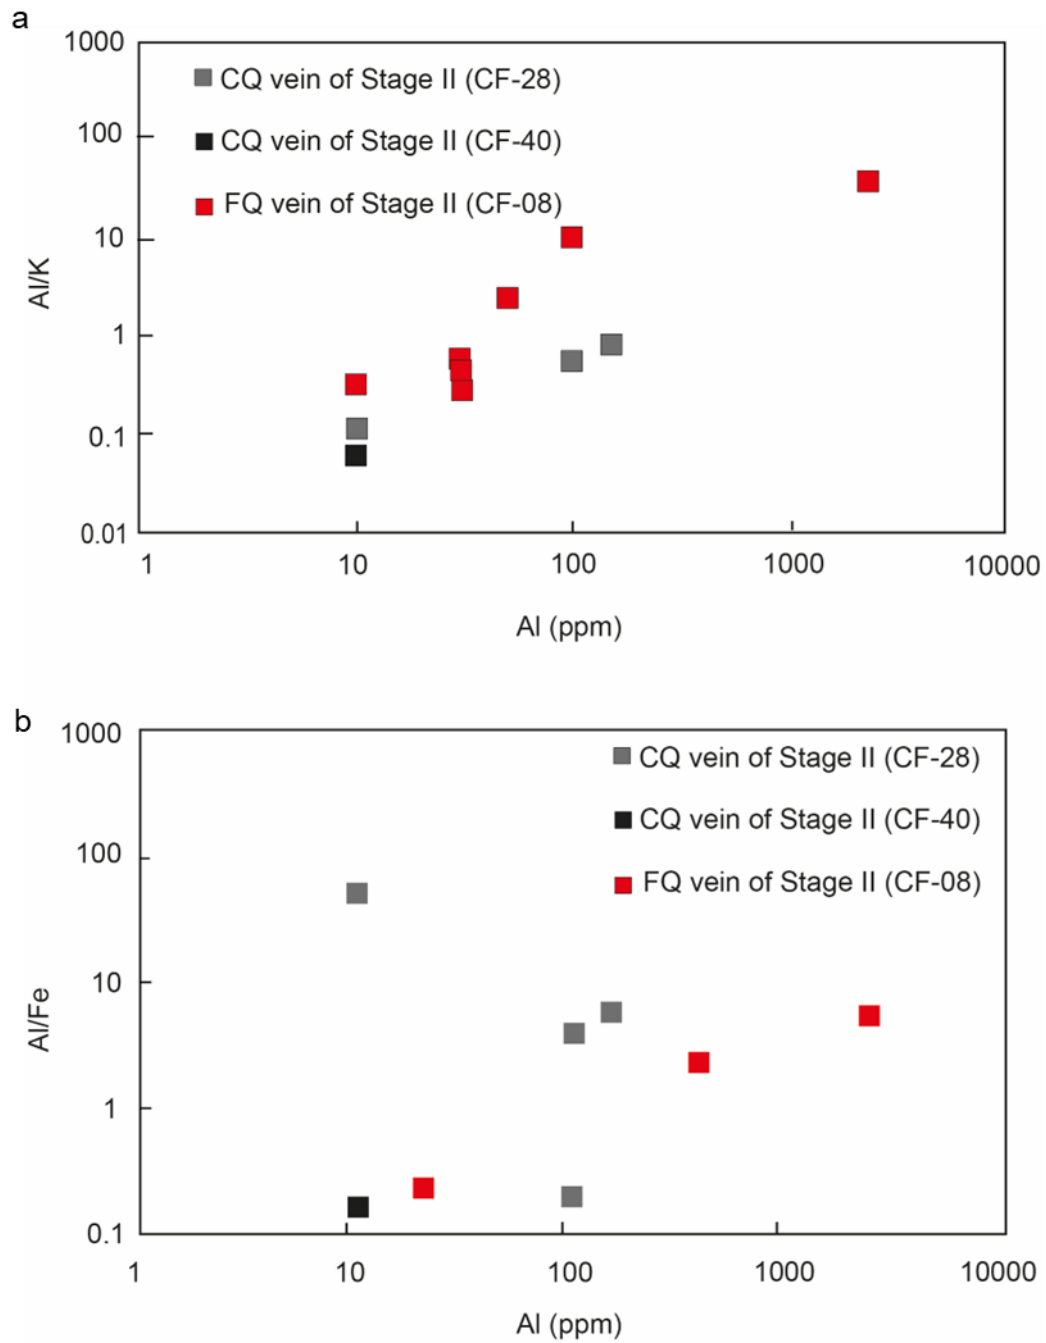 a
1000
100
10
1
0.1
0.01
Al/K
CQ vein of Stage II (CF-28)
CQ vein of Stage II (CF-40)
FQ vein of Stage II (CF-08)
1 10 100 1000 10000
Al (ppm)
b
1000
100
10
1
0.1
Al/Fe
CQ vein of Stage II (CF-28)
CQ vein of Stage II (CF-40)
FQ vein of Stage II (CF-08)
1 10 100 1000 10000
Al (ppm)